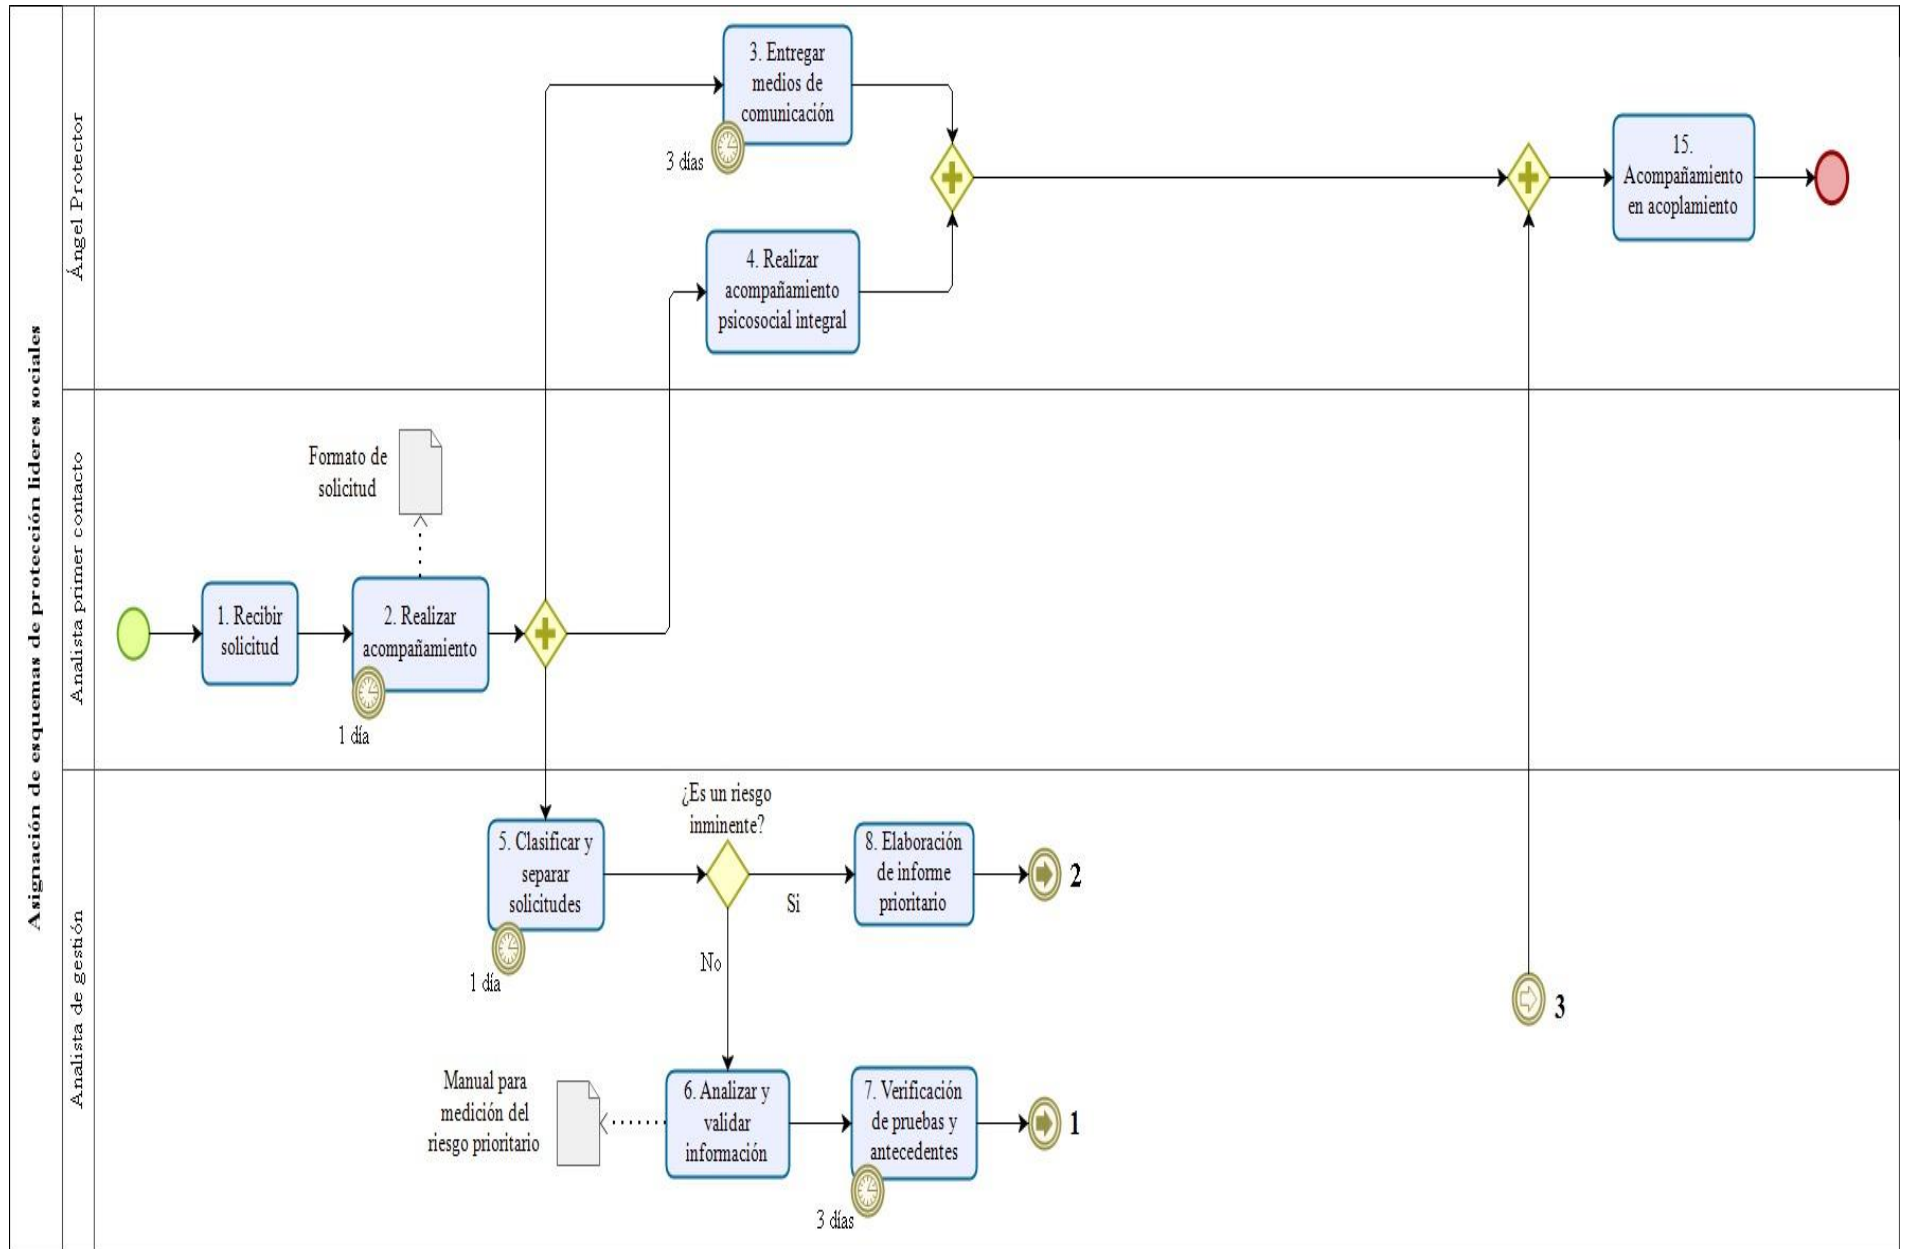 Asignación de esquemas de protección lideres sociales
Ángel Protector
3. Entregar
medios de
comunicación
3 días
4. Realizar
acompañamiento
psicosocial integral
15.
Acompañamiento
en acoplamiento
Analista primer contacto
Formato de
solicitud
1. Recibir
solicitud
2. Realizar
acompañamiento
1 día
Analista de gestión
5. Clasificar y
separar
solicitudes
1 día
¿Es un riesgo
inminente?
Si
No
8. Elaboración
de informe
prioritario
2
3
Manual para
medición del
riesgo prioritario
6. Analizar y
validar
información
7. Verificación
de pruebas y
antecedentes
3 días
1